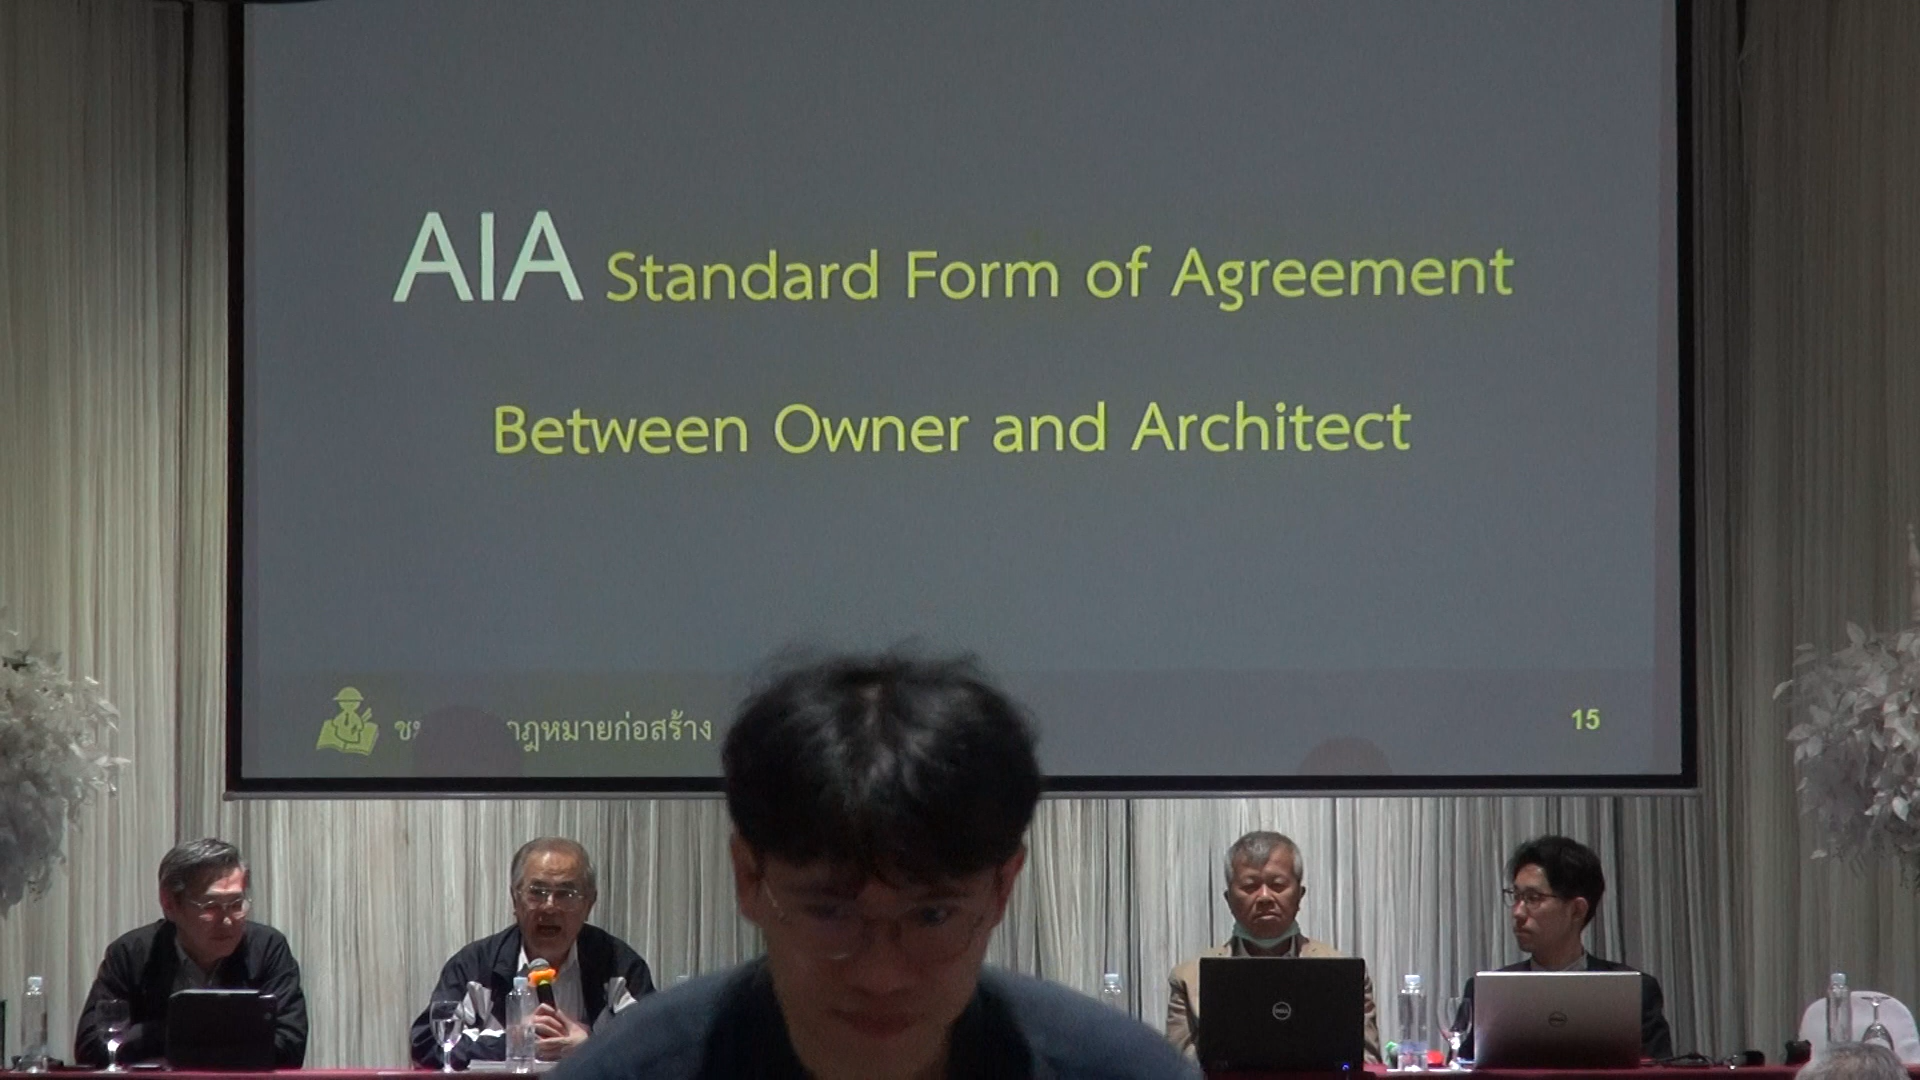 AIA Standard Form of Agreement
Between Owner and Architect
กฎหมายก่อสร้าง
15
DELL